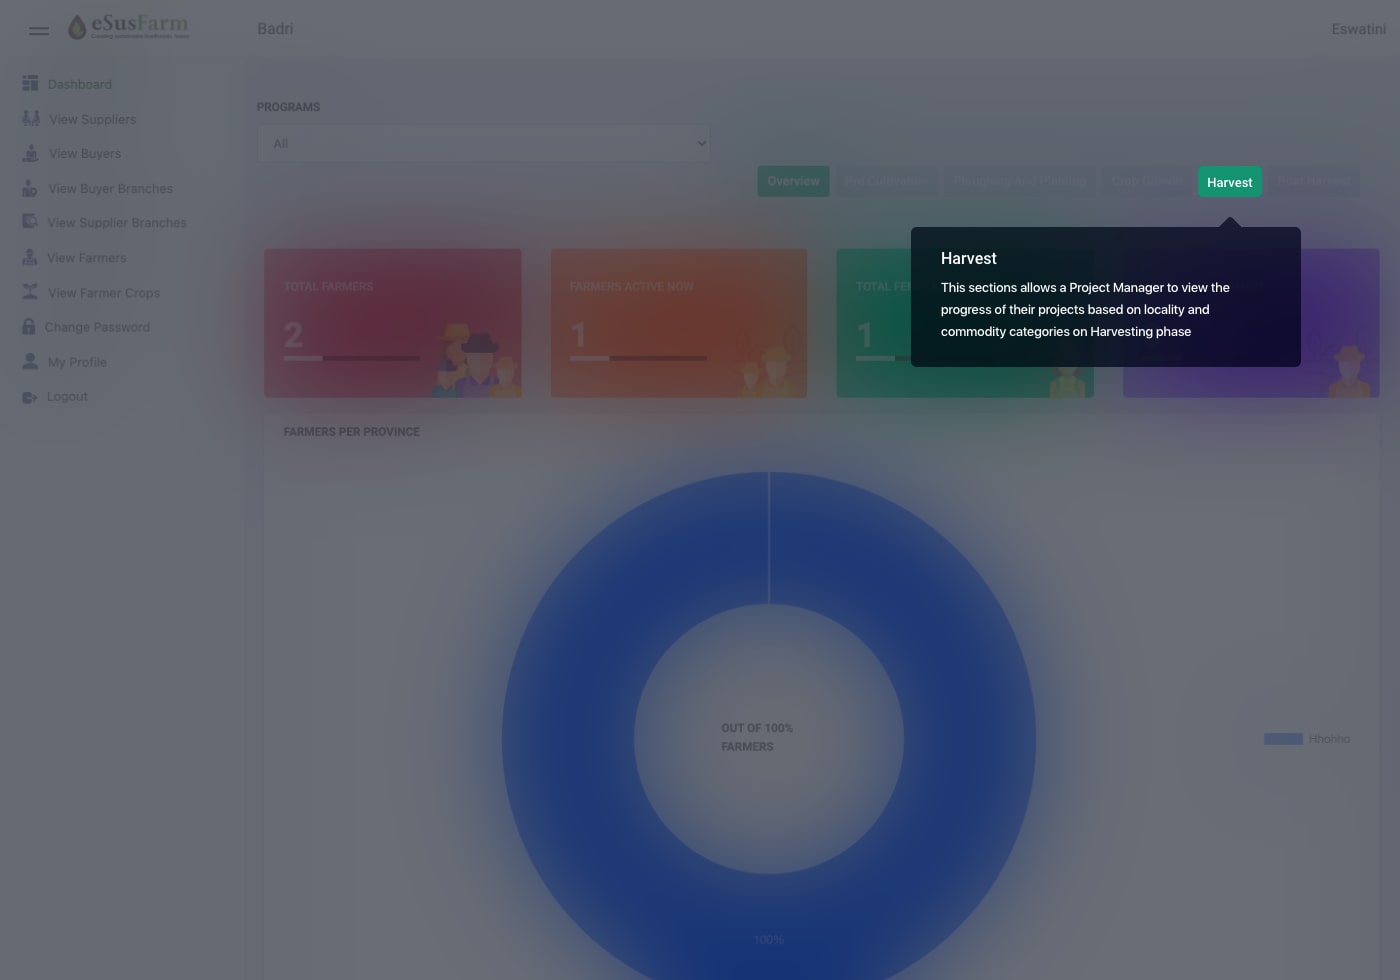 eSusFarm
Badri
Eswatini
Dashboard
View Suppliers
View Buyers
View Buyer Branches
View Supplier Branches
View Farmers
View Farmer Crops
Change Password
My Profile
Logout
PROGRAMS
All
Overview
Pre Cultivation
Ploughing And Planting
Crop Growth
Harvest
Post Harvest
Harvest
This sections allows a Project Manager to view the
progress of their projects based on locality and
commodity categories on Harvesting phase
TOTAL FARMERS
2
FARMERS ACTIVE NOW
1
TOTAL
1
FARMERS PER PROVINCE
OUT OF 100%
FARMERS
100%
Hhohho